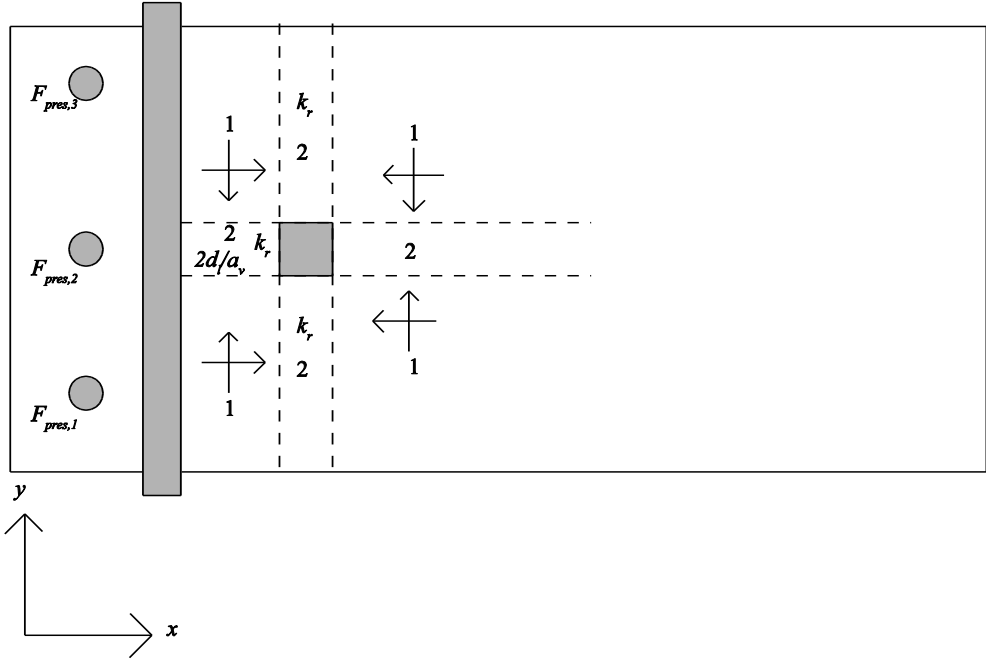 F_pres,3
k_r
1
1
2
2
k_r
2
2d_l/a_v
F_pres,2
k_r
2
1
1
F_pres,1
y
x